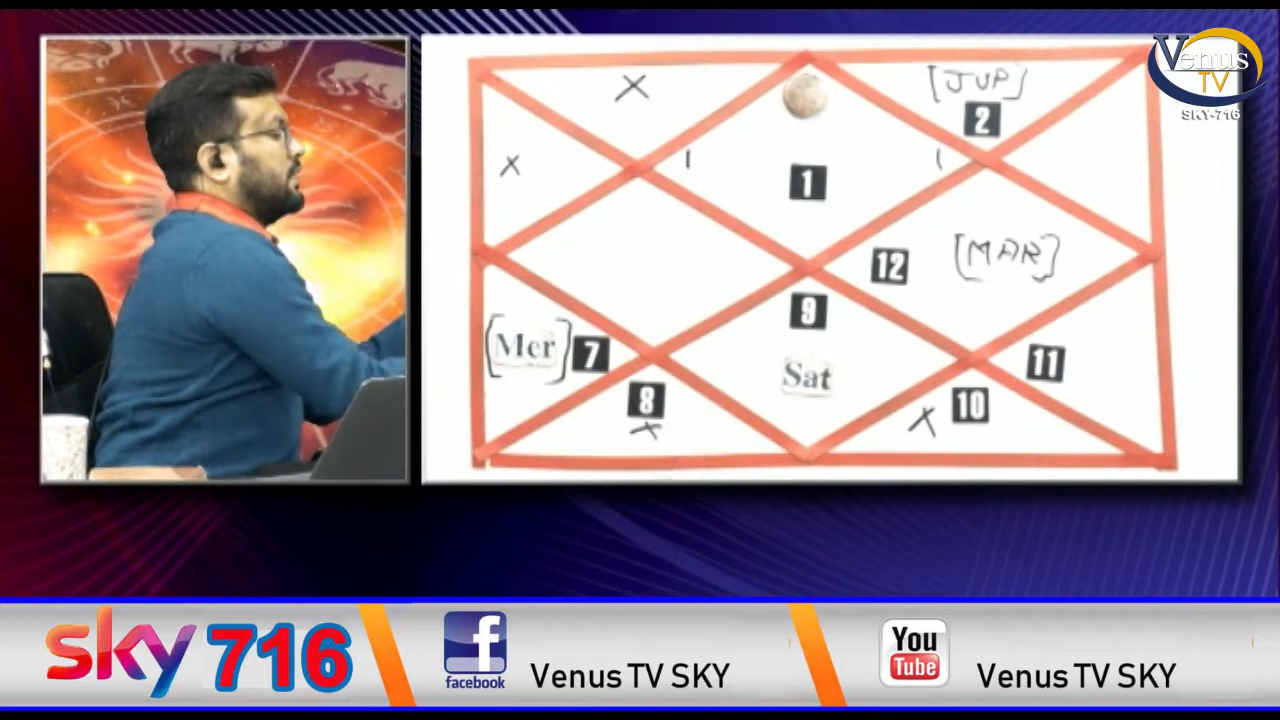 Venus
TV
SKY-716
X
[JUP]
2
X
1
12
[MAR]
9
[Mer]
7
Sat
11
8
X
X
10
sky 716
facebook
Venus TV SKY
You
Tube
Venus TV SKY